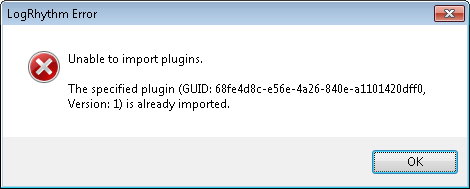 LogRhythm Error
Unable to import plugins.
The specified plugin (GUID: 68fe4d8c-e56e-4a26-840e-a1101420dff0,
Version: 1) is already imported.
OK